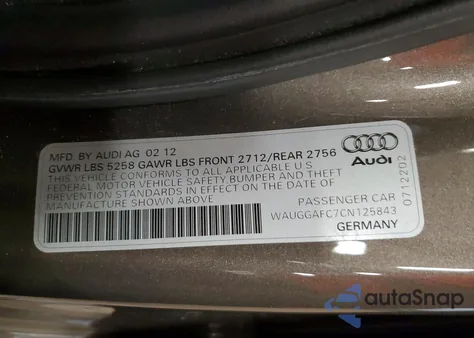 MFD. BY AUDI AG 02 12
GVWR LBS 5258 GAWR LBS FRONT 2712/REAR 2756
THIS VEHICLE CONFORMS TO ALL APPLICABLE U.S.
FEDERAL MOTOR VEHICLE SAFETY, BUMPER AND THEFT
PREVENTION STANDARDS IN EFFECT ON THE DATE OF
MANUFACTURE SHOWN ABOVE
PASSENGER CAR
WAUGGAFC7CN125843
GERMANY
Audi
0712202
autoSnap